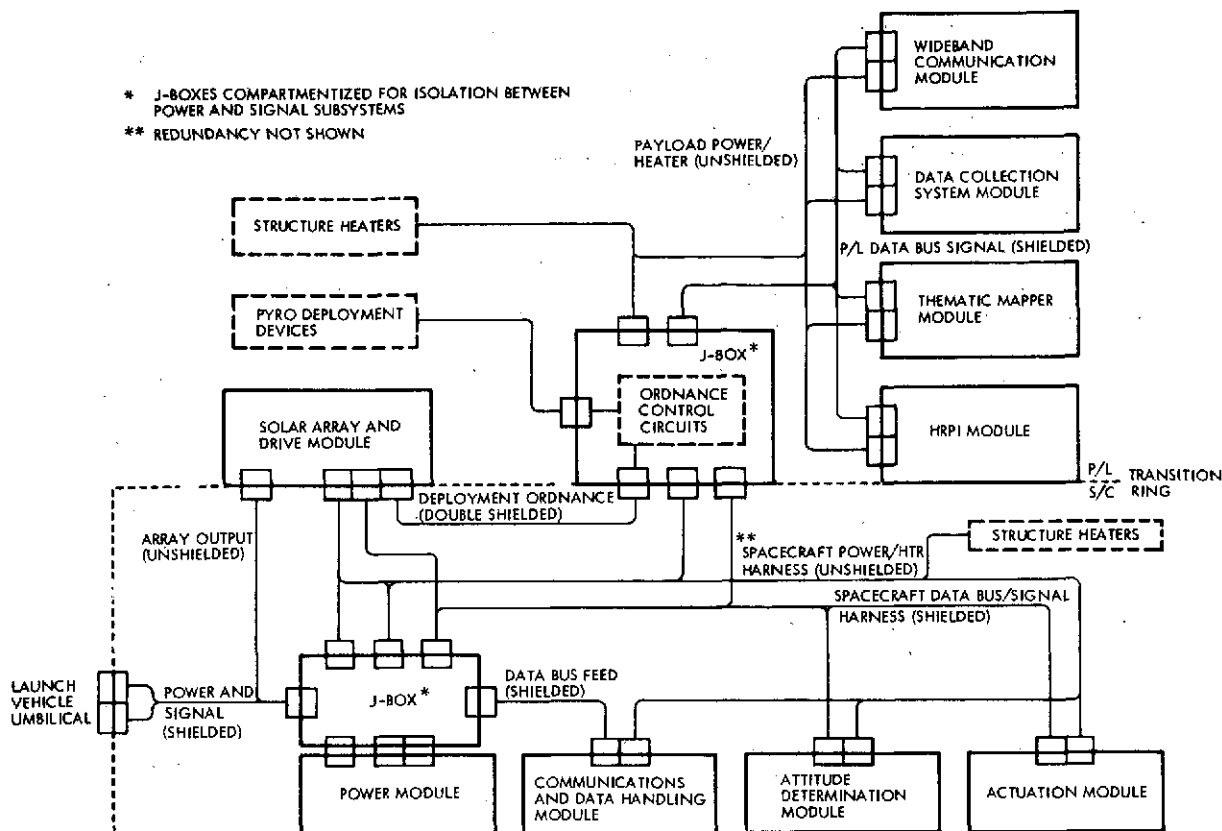 WIDEBAND
COMMUNICATION
MODULE
* J-BOXES COMPARTMENTIZED FOR ISOLATION BETWEEN
POWER AND SIGNAL SUBSYSTEMS
** REDUNDANCY NOT SHOWN
PAYLOAD POWER/
HEATER (UNSHIELDED)
DATA COLLECTION
SYSTEM MODULE
STRUCTURE HEATERS
P/L DATA BUS SIGNAL (SHIELDED)
THEMATIC MAPPER
MODULE
PYRO DEPLOYMENT
DEVICES
J-BOX*
ORDNANCE
CONTROL
CIRCUITS
SOLAR ARRAY AND
DRIVE MODULE
HRPI MODULE
P/L
S/C
TRANSITION
RING
DEPLOYMENT ORDNANCE
(DOUBLE SHIELDED)
ARRAY OUTPUT
(UNSHIELDED)
**
SPACECRAFT POWER/HTR
HARNESS (UNSHIELDED)
STRUCTURE HEATERS
SPACECRAFT DATA BUS/SIGNAL
HARNESS (SHIELDED)
LAUNCH
VEHICLE
UMBILICAL
POWER AND
SIGNAL
(SHIELDED)
J-BOX*
DATA BUS FEED
(SHIELDED)
POWER MODULE
COMMUNICATIONS
AND DATA HANDLING
MODULE
ATTITUDE
DETERMINATION
MODULE
ACTUATION MODULE